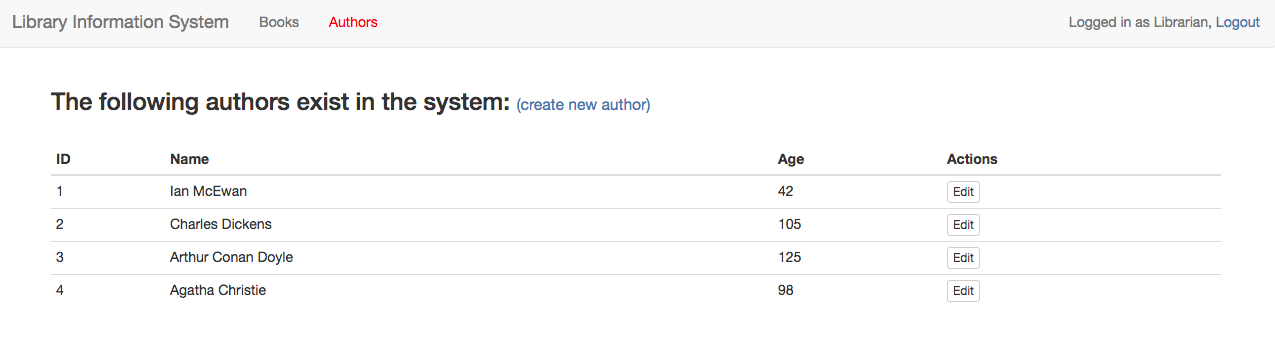 Library Information System Books Authors Logged in as Librarian, Logout
The following authors exist in the system: (create new author)
ID Name Age Actions
1 Ian McEwan 42 Edit
2 Charles Dickens 105 Edit
3 Arthur Conan Doyle 125 Edit
4 Agatha Christie 98 Edit